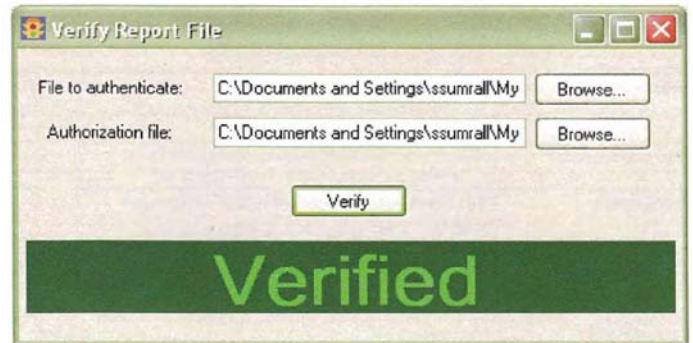 Verify Report File
File to authenticate: C:\Documents and Settings\ssumrall\My Browse...
Authorization file: C:\Documents and Settings\ssumrall\My Browse...
Verify
Verified